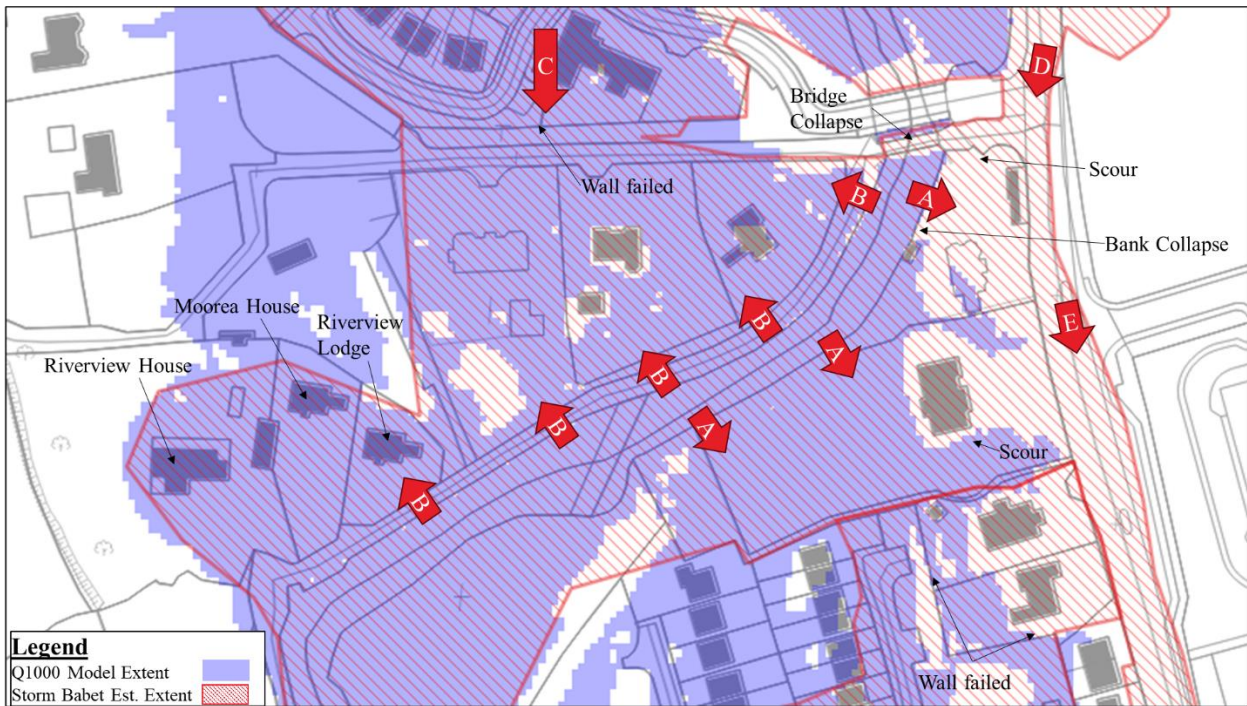 C
D
Bridge
Collapse
Wall failed
Scour
B
A
Bank Collapse
Moorea House
Riverview
Lodge
Riverview House
B
A
E
B
B
A
Scour
B
Wall failed
Legend
Q1000 Model Extent
Storm Babet Est. Extent